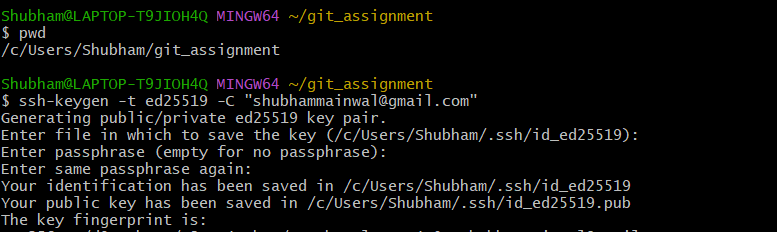 Shubham@LAPTOP-T9JIOH4Q MINGW64 ~/git_assignment
$ pwd
/c/Users/Shubham/git_assignment
Shubham@LAPTOP-T9JIOH4Q MINGW64 ~/git_assignment
$ ssh-keygen -t ed25519 -C "shubhammainwal@gmail.com"
Generating public/private ed25519 key pair.
Enter file in which to save the key (/c/Users/Shubham/.ssh/id_ed25519):
Enter passphrase (empty for no passphrase):
Enter same passphrase again:
Your identification has been saved in /c/Users/Shubham/.ssh/id_ed25519
Your public key has been saved in /c/Users/Shubham/.ssh/id_ed25519.pub
The key fingerprint is: